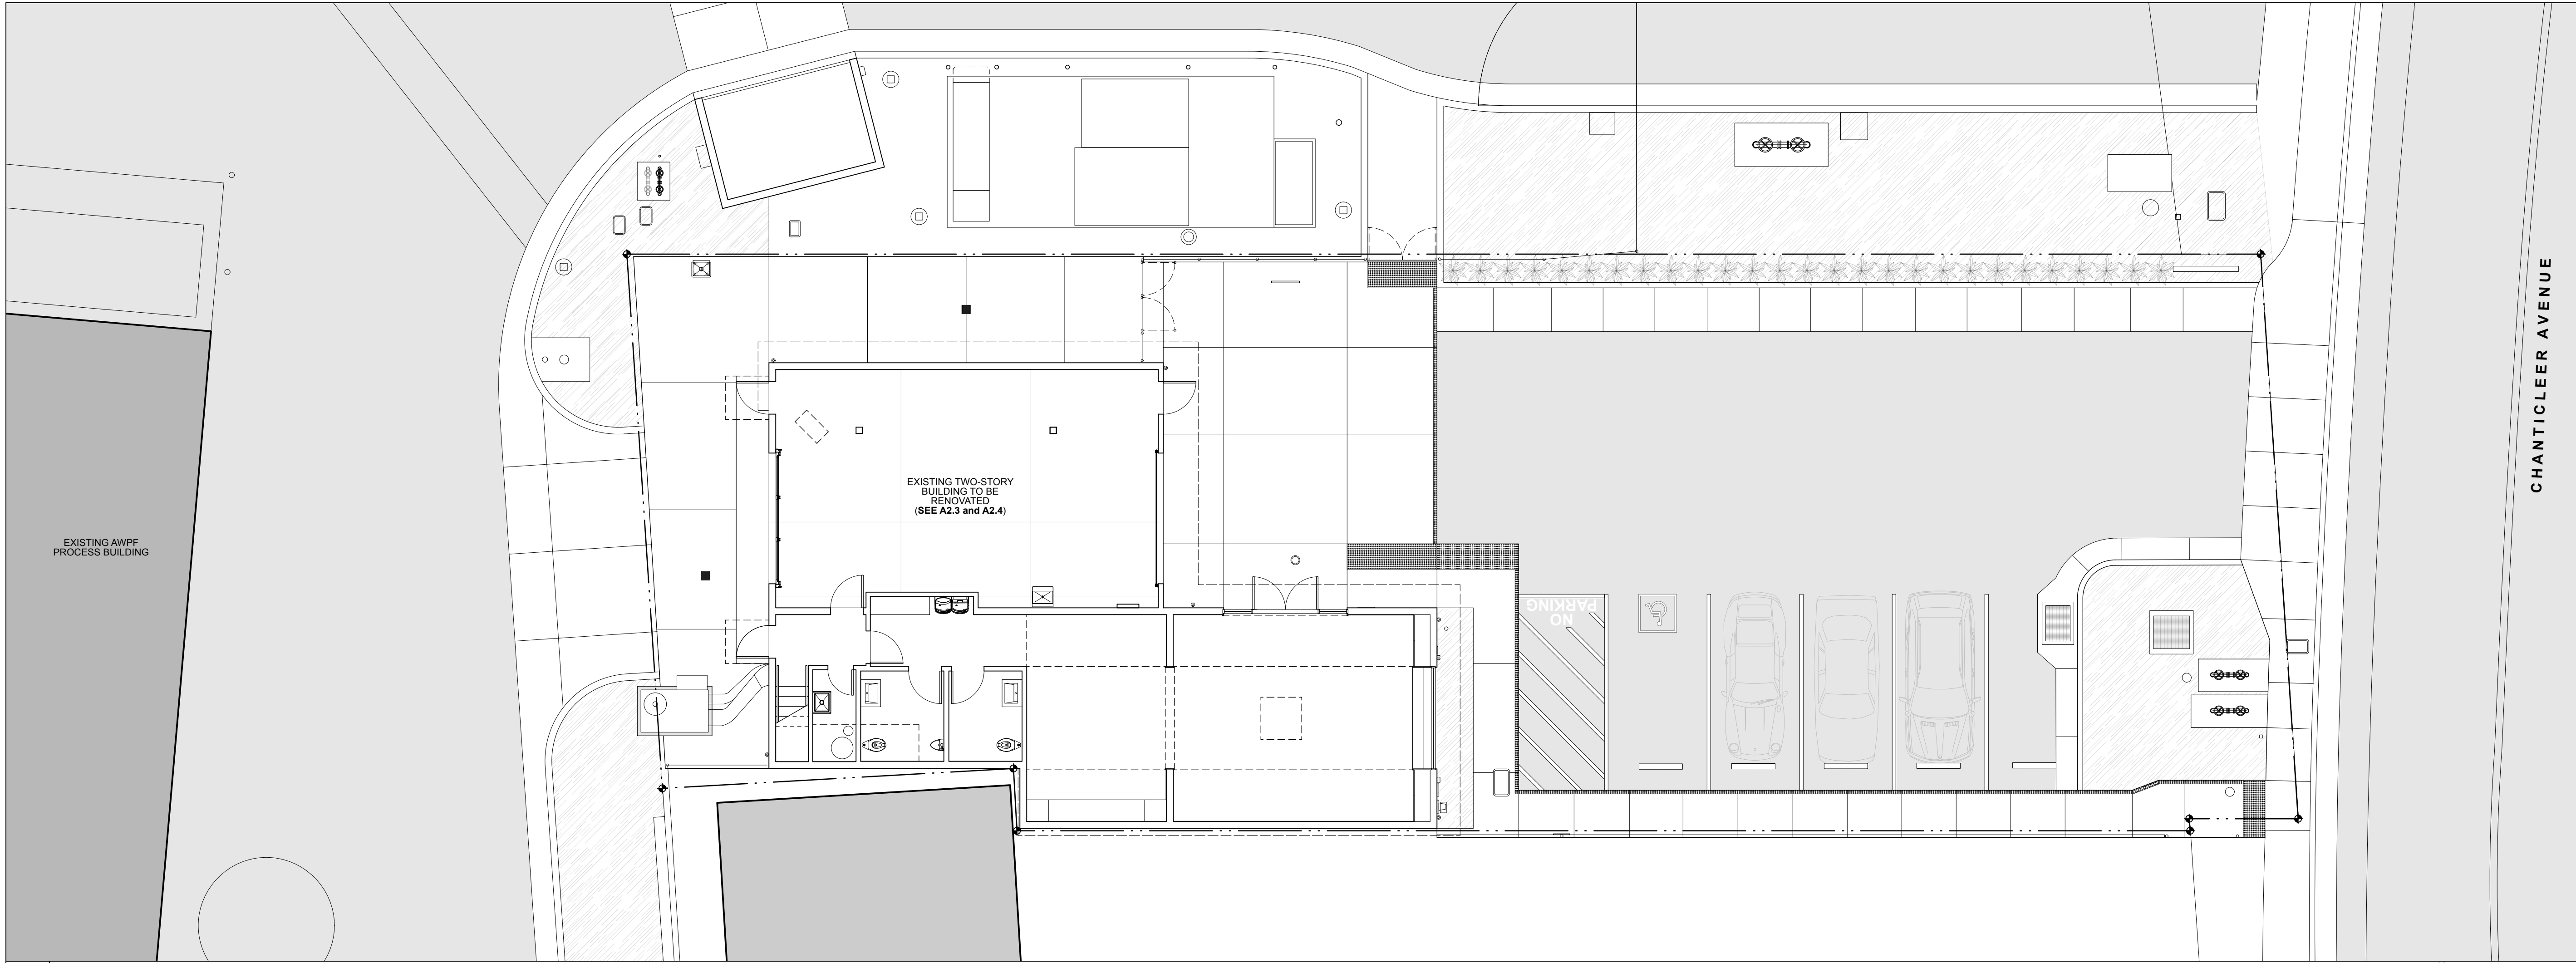 EXISTING TWO-STORY
BUILDING TO BE
RENOVATED
(SEE A2.3 and A2.4)
EXISTING AWPF
PROCESS BUILDING
NO
PARKING
CHANTICLEER AVENUE